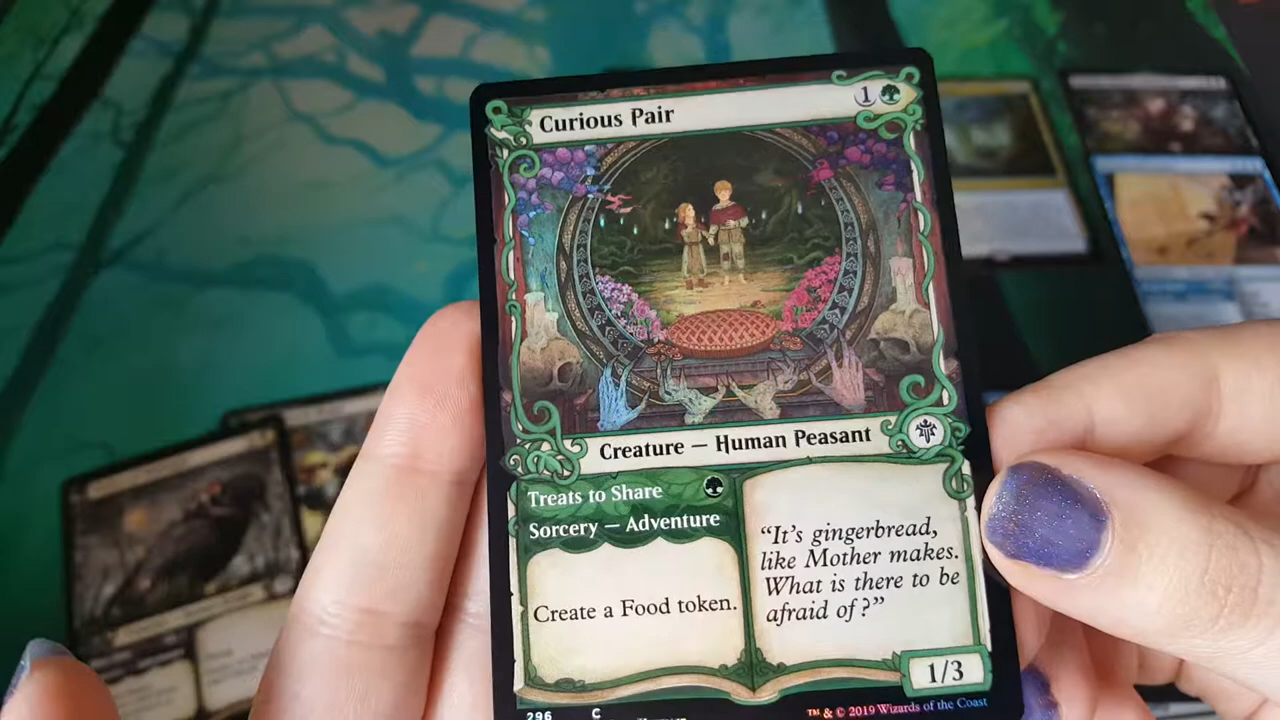 Curious Pair
1
Creature — Human Peasant
Treats to Share
Sorcery — Adventure
Create a Food token.
“It’s gingerbread,
like Mother makes.
What is there to be
afraid of?”
1/3
296 C
™ & © 2019 Wizards of the Coast